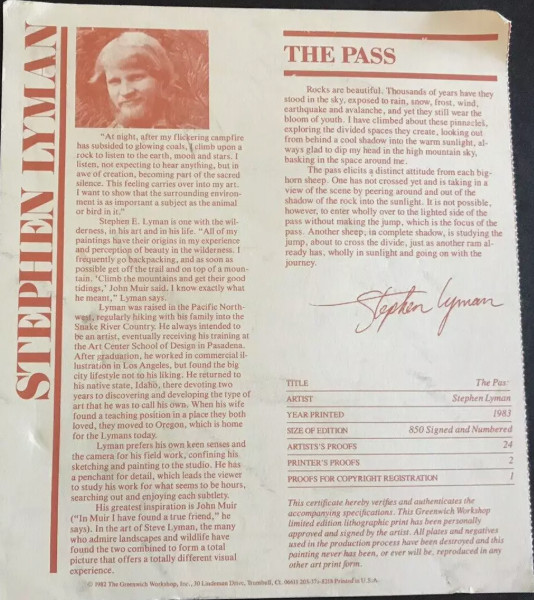 STEPHEN LYMAN
"At night, after my flickering campfire
has subsided to glowing coals, I climb upon a
rock to listen to the earth, moon and stars. I
listen, not expecting to hear anything, but in
awe of creation, becoming part of the sacred
silence. This feeling carries over into my art.
I want to show that the surrounding environ-
ment is as important a subject as the animal
or bird in it."
Stephen E. Lyman is one with the wil-
derness, in his art and in his life. "All of my
paintings have their origins in my experience
and perception of beauty in the wilderness. I
frequently go backpacking, and as soon as
possible get off the trail and on top of a moun-
tain. 'Climb the mountains and get their good
tidings,' John Muir said. I know exactly what
he meant," Lyman says.
Lyman was raised in the Pacific North-
west, regularly hiking with his family into the
Snake River Country. He always intended to
be an artist, eventually receiving his training at
the Art Center School of Design in Pasadena.
After graduation, he worked in commercial il-
lustration in Los Angeles, but found the big
city lifestyle not to his liking. He returned to
his native state, Idaho, there devoting two
years to discovering and developing the type of
art that he was to call his own. When his wife
found a teaching position in a place they both
loved, they moved to Oregon, which is home
for the Lymans today.
Lyman prefers his own keen senses and
the camera for his field work, confining his
sketching and painting to the studio. He has
a penchant for detail, which leads the viewer
to study his work for what seems to be hours,
searching out and enjoying each subtlety.
His greatest inspiration is John Muir
("In Muir I have found a true friend," he
says). In the art of Steve Lyman, the many
who admire landscapes and wildlife have
found the two combined to form a total
picture that offers a totally different visual
experience.
© 1982 The Greenwich Workshop, Inc., 30 Lindeman Drive, Trumbull, Ct. 06611 Printed in U.S.A.
THE PASS
Rocks are beautiful. Thousands of years have they
stood in the sky, exposed to rain, snow, frost, wind,
earthquake and avalanche, and yet they still wear the
bloom of youth. I have climbed about these pinnacles,
exploring the divided spaces they create, looking out
from behind a cool shadow into the warm sunlight, al-
ways glad to dip my head in the high mountain sky,
basking in the space around me.
The pass elicits a distinct attitude from each big-
horn sheep. One has not crossed yet and is taking in a
view of the scene by peering around and out of the
shadow of the rock into the sunlight. It is not possible,
however, to enter wholly over to the lighted side of the
pass without making the jump, which is the focus of the
pass. Another sheep, in complete shadow, is studying the
jump, about to cross the divide, just as another ram al-
ready has, wholly in sunlight and going on with the
journey.
Stephen Lyman
TITLE The Pass
ARTIST Stephen Lyman
YEAR PRINTED 1983
SIZE OF EDITION 850 Signed and Numbered
ARTISTS'S PROOFS 24
PRINTER'S PROOFS 2
PROOFS FOR COPYRIGHT REGISTRATION 1
This certificate hereby verifies and authenticates the
accompanying specifications. This Greenwich Workshop
limited edition lithographic print has been personally
approved and signed by the artist. All plates and negatives
used in the production process have been destroyed and this
painting never has been, or ever will be, reproduced in any
other art print form.